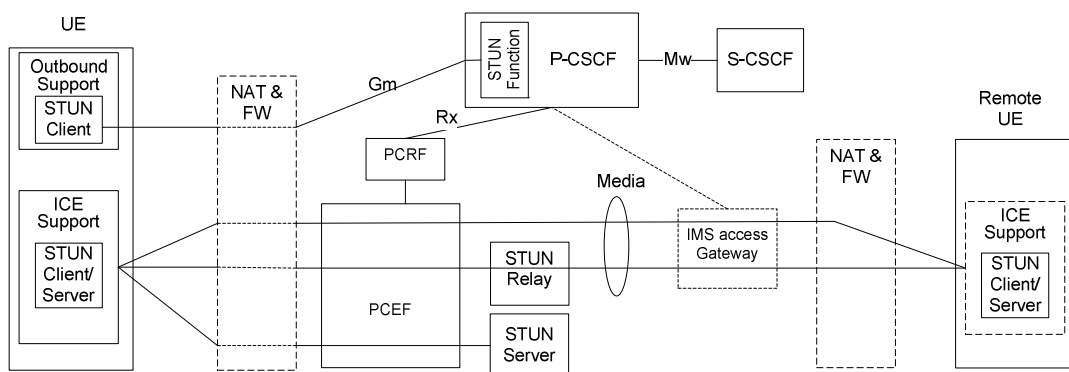 UE
Outbound
Support
STUN
Client
NAT &
FW
Gm
STUN
Function
P-CSCF
Mw
S-CSCF
Rx
PCRF
Remote
UE
NAT &
FW
Media
ICE
Support
STUN
Client/
Server
PCEF
STUN
Relay
STUN
Server
IMS access
Gateway
ICE
Support
STUN
Client/
Server